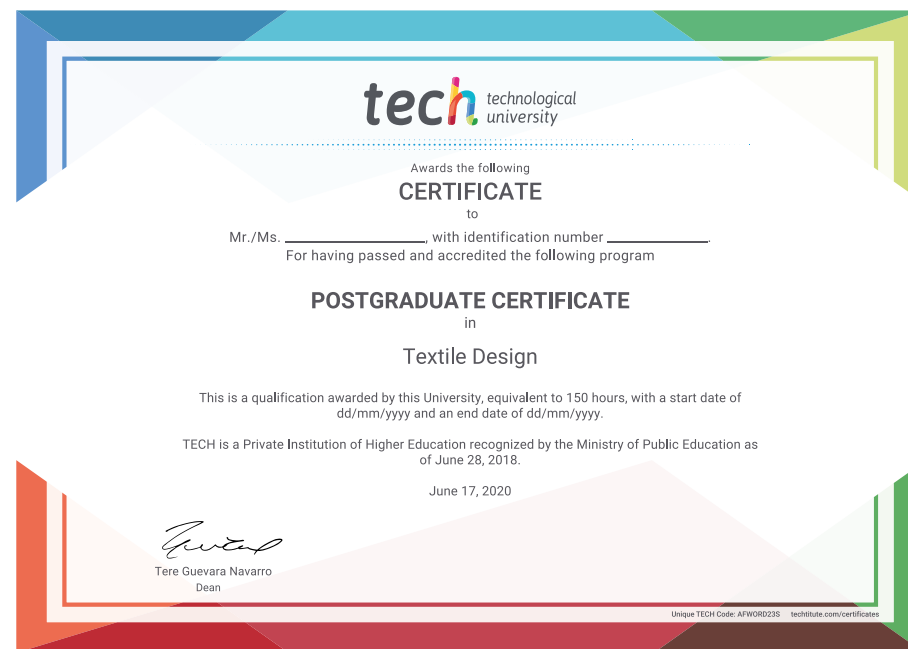 tech technological
university
Awards the following
CERTIFICATE
to
Mr./Ms. ____________________, with identification number ______________.
For having passed and accredited the following program
POSTGRADUATE CERTIFICATE
in
Textile Design
This is a qualification awarded by this University, equivalent to 150 hours, with a start date of
dd/mm/yyyy and an end date of dd/mm/yyyy.
TECH is a Private Institution of Higher Education recognized by the Ministry of Public Education as
of June 28, 2018.
June 17, 2020
Tere Guevara Navarro
Dean
Unique TECH Code: AFWORD23S techtitute.com/certificates